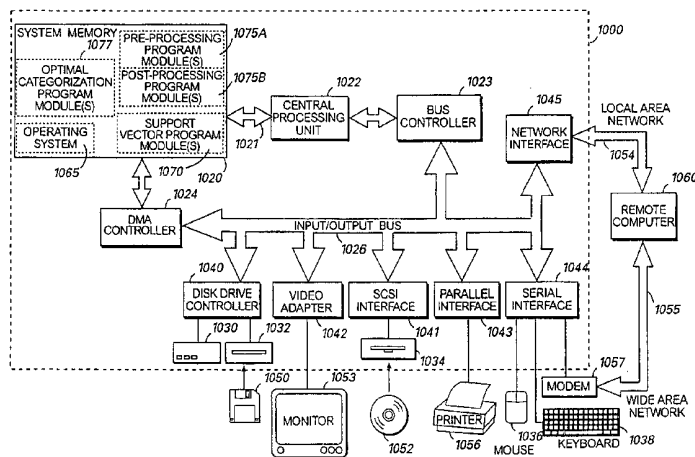 SYSTEM MEMORY
1077
PRE-PROCESSING
PROGRAM
MODULE(S)
1075A
POST-PROCESSING
PROGRAM
MODULE(S)
1075B
OPTIMAL
CATEGORIZATION
PROGRAM
MODULE(S)
OPERATING
SYSTEM
1065
SUPPORT
VECTOR PROGRAM
MODULE(S)
1070
1020
1021
1022
CENTRAL
PROCESSING
UNIT
1023
BUS
CONTROLLER
1000
1045
NETWORK
INTERFACE
LOCAL AREA
NETWORK
1054
1060
REMOTE
COMPUTER
1024
DMA
CONTROLLER
INPUT/OUTPUT BUS
1026
1040
DISK DRIVE
CONTROLLER
VIDEO
ADAPTER
1042
SCSI
INTERFACE
1041
PARALLEL
INTERFACE
1043
1044
SERIAL
INTERFACE
1055
1030
1032
1034
1057
MODEM
WIDE AREA
NETWORK
1050
1053
MONITOR
1052
PRINTER
1056
1036
MOUSE
KEYBOARD
1038